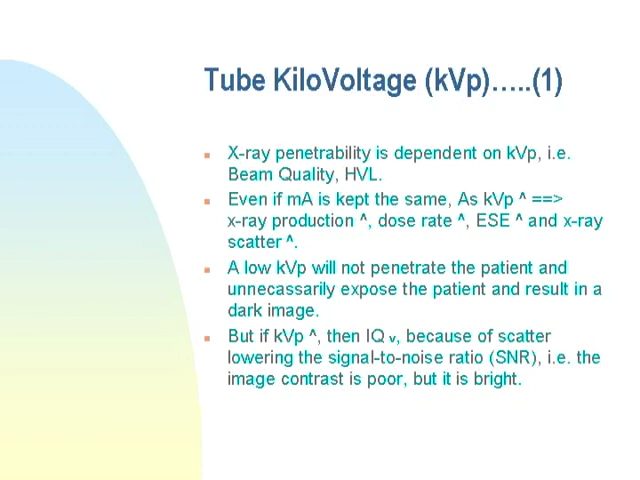 Tube KiloVoltage (kVp)…..(1)
X-ray penetrability is dependent on kVp, i.e.
Beam Quality, HVL.
Even if mA is kept the same, As kVp ^ ==>
x-ray production ^, dose rate ^, ESE ^ and x-ray
scatter ^.
A low kVp will not penetrate the patient and
unnecassarily expose the patient and result in a
dark image.
But if kVp ^, then IQ v, because of scatter
lowering the signal-to-noise ratio (SNR), i.e. the
image contrast is poor, but it is bright.